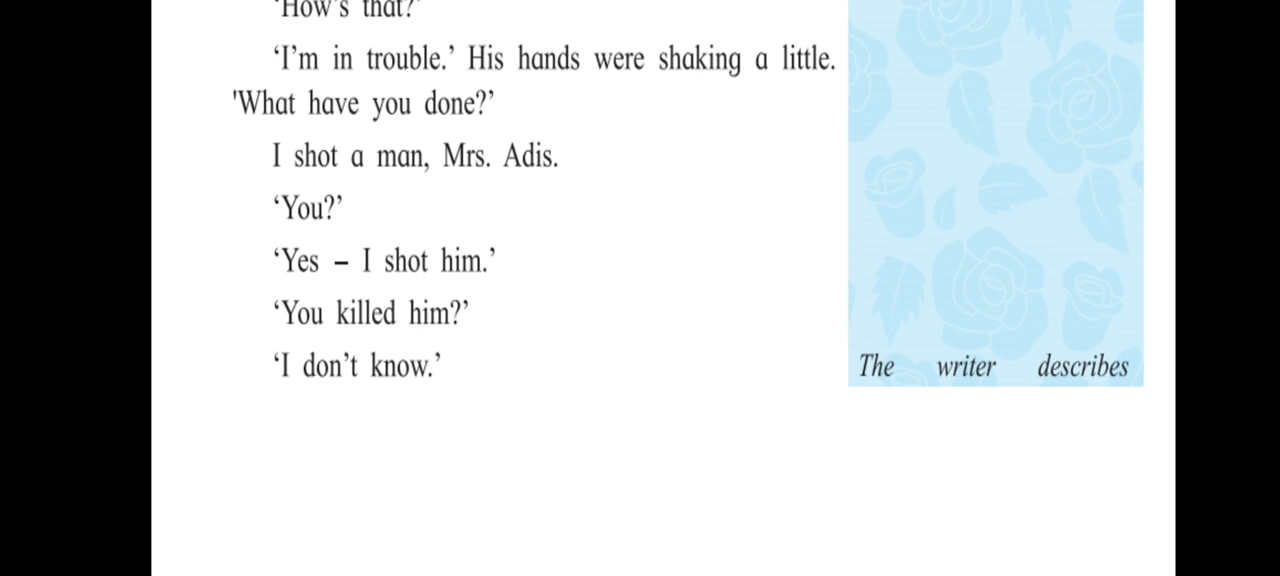 'How's that?'
‘I’m in trouble.’ His hands were shaking a little.
'What have you done?’
I shot a man, Mrs. Adis.
‘You?’
‘Yes – I shot him.’
‘You killed him?’
‘I don’t know.’
The writer describes